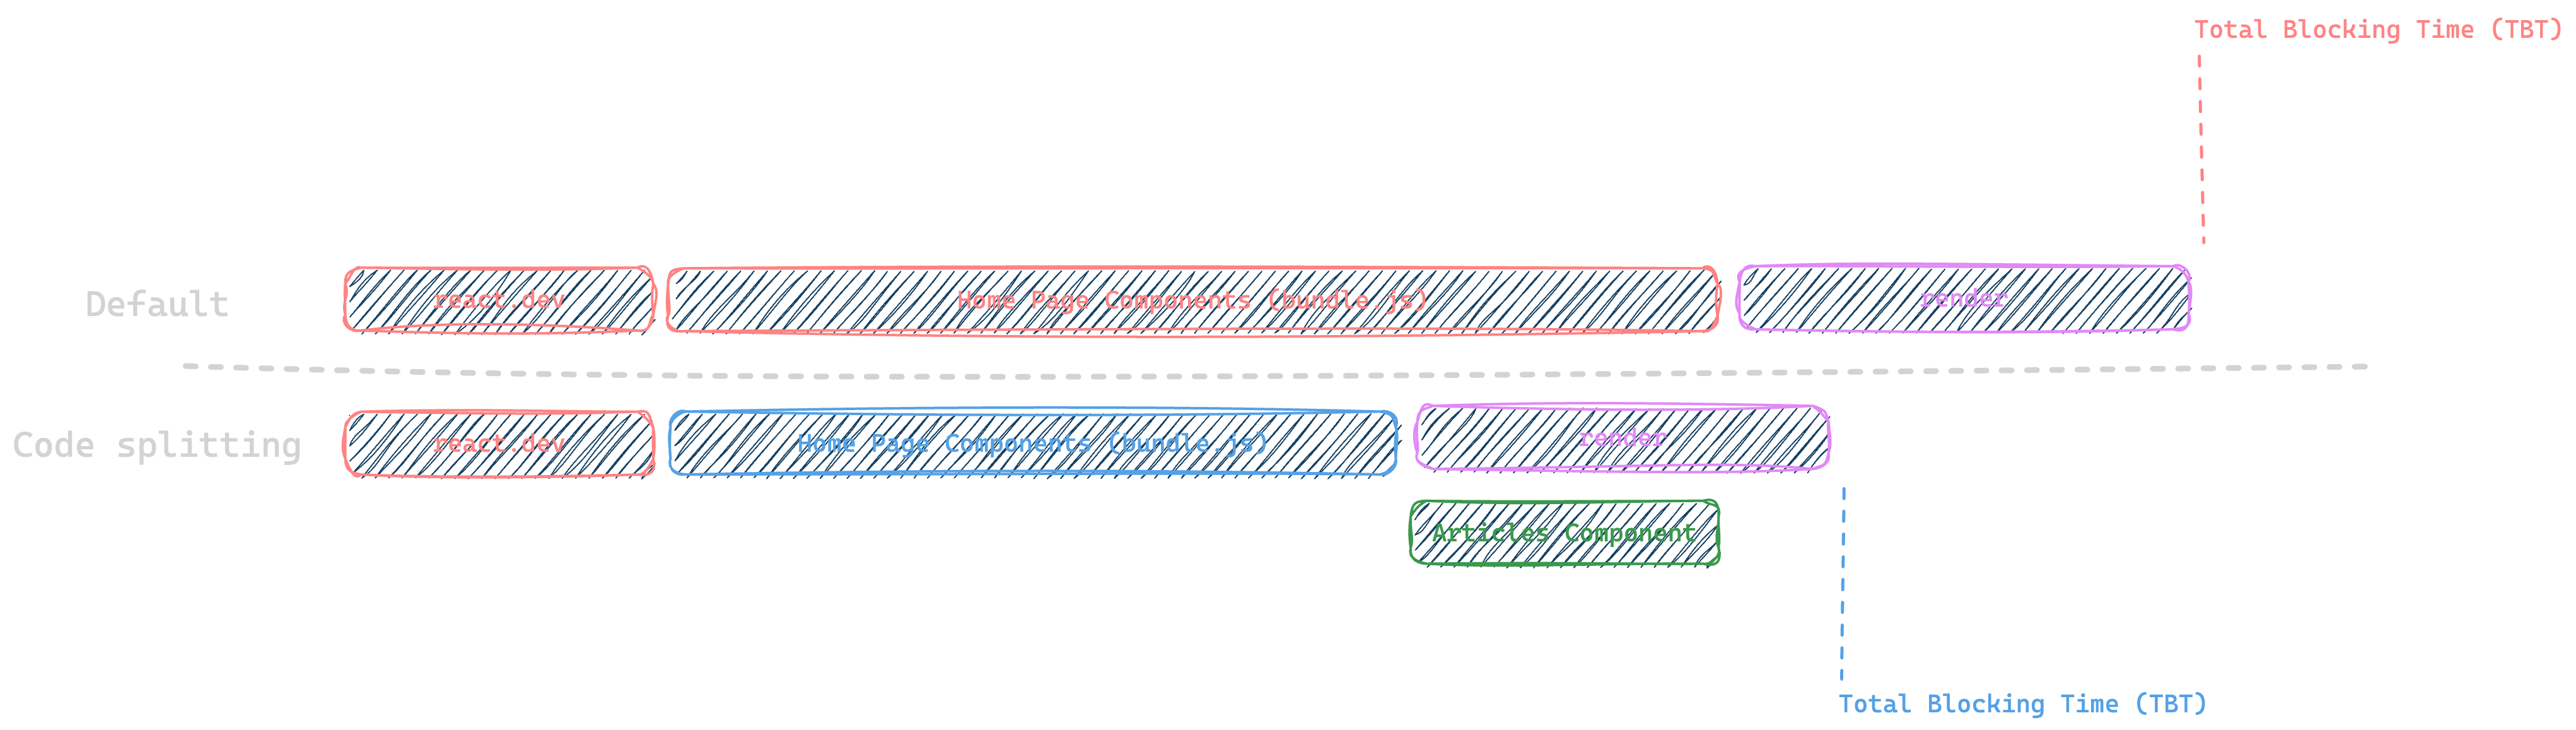 Total Blocking Time (TBT)
Default
react.dev
Home Page Components (bundle.js)
render
Code splitting
react.dev
Home Page Components (bundle.js)
render
Articles Component
Total Blocking Time (TBT)